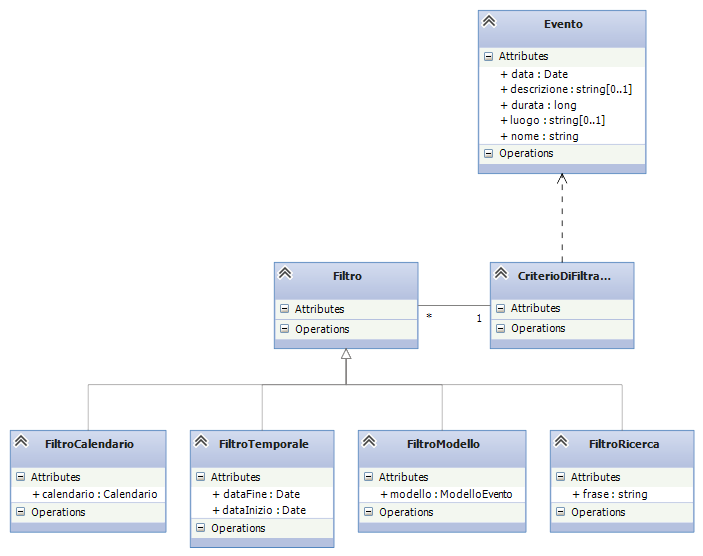 Evento
Attributes
+ data : Date
+ descrizione : string[0..1]
+ durata : long
+ luogo : string[0..1]
+ nome : string
Operations
Filtro
Attributes
Operations
* 1
CriterioDiFiltra...
Attributes
Operations
FiltroCalendario
Attributes
+ calendario : Calendario
Operations
FiltroTemporale
Attributes
+ dataFine : Date
+ dataInizio : Date
Operations
FiltroModello
Attributes
+ modello : ModelloEvento
Operations
FiltroRicerca
Attributes
+ frase : string
Operations